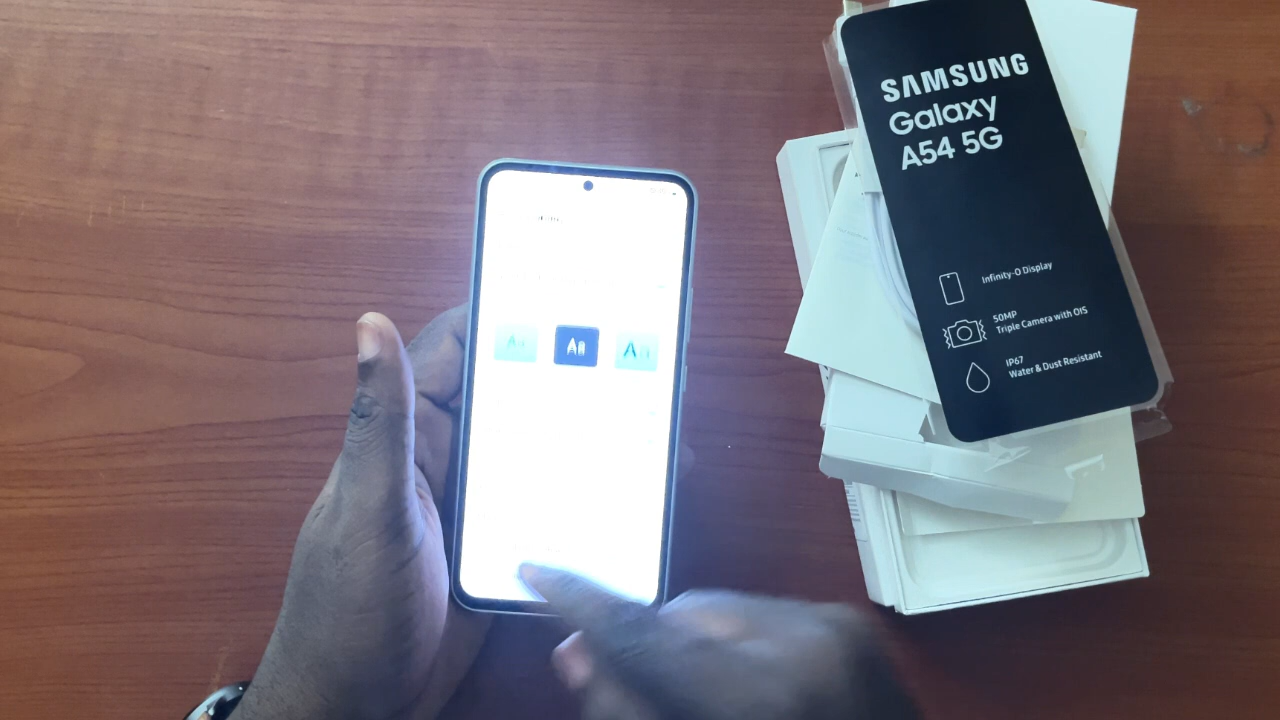 SAMSUNG
Galaxy
A54 5G
Infinity-O Display
50MP
Triple Camera with OIS
IP67
Water & Dust Resistant